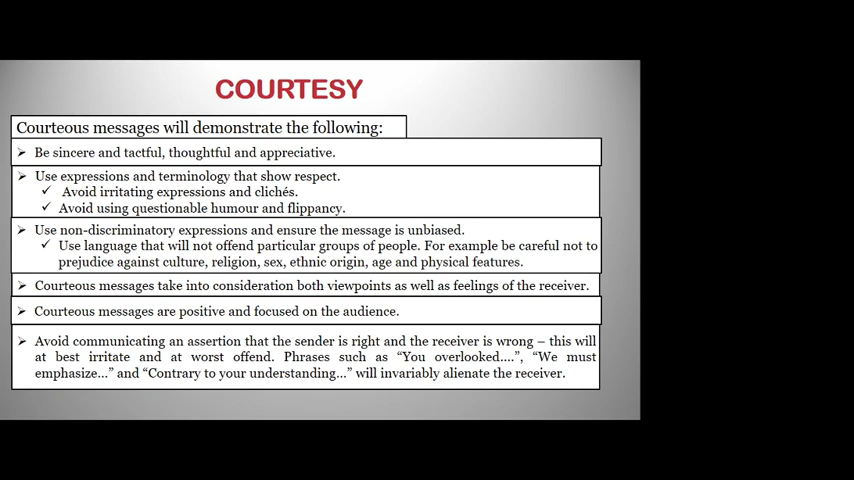 COURTESY
Courteous messages will demonstrate the following:
➢ Be sincere and tactful, thoughtful and appreciative.
➢ Use expressions and terminology that show respect.
✓ Avoid irritating expressions and clichés.
✓ Avoid using questionable humour and flippancy.
➢ Use non-discriminatory expressions and ensure the message is unbiased.
✓ Use language that will not offend particular groups of people. For example be careful not to
prejudice against culture, religion, sex, ethnic origin, age and physical features.
➢ Courteous messages take into consideration both viewpoints as well as feelings of the receiver.
➢ Courteous messages are positive and focused on the audience.
➢ Avoid communicating an assertion that the sender is right and the receiver is wrong – this will
at best irritate and at worst offend. Phrases such as “You overlooked….”, “We must
emphasize…” and “Contrary to your understanding…” will invariably alienate the receiver.